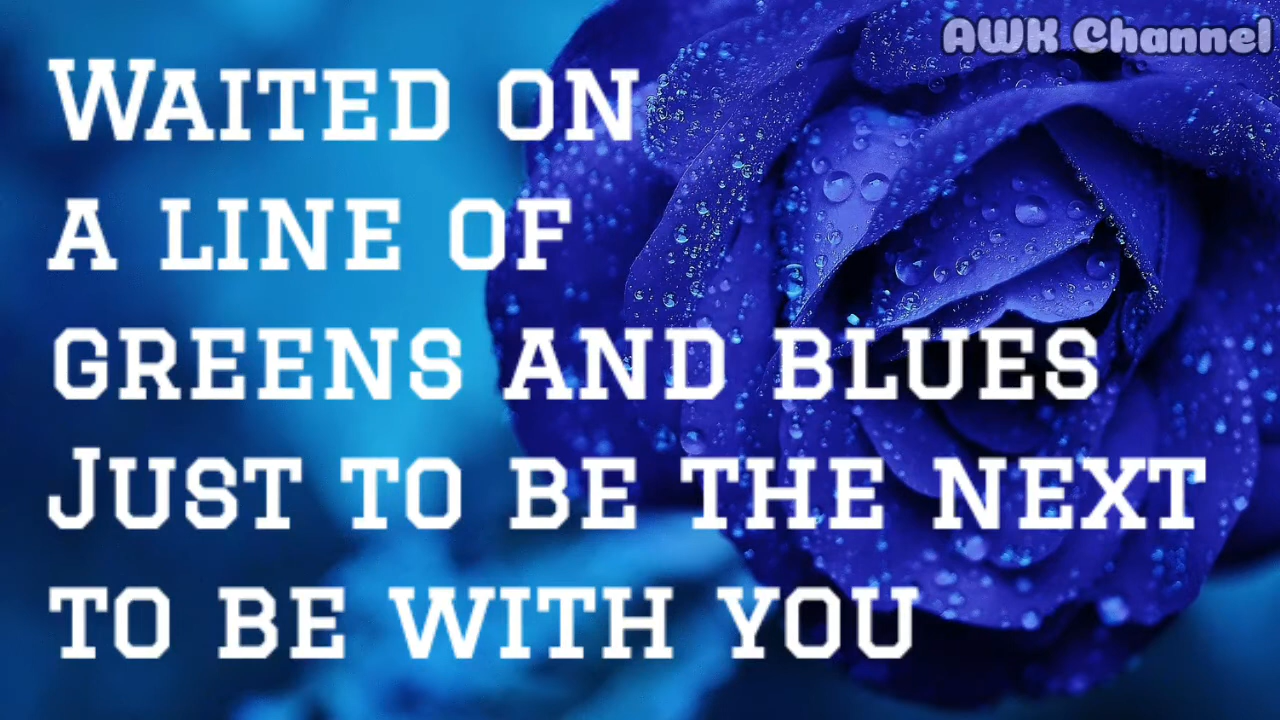 AWK Channel
Waited on
a line of
greens and blues
Just to be the next
to be with you